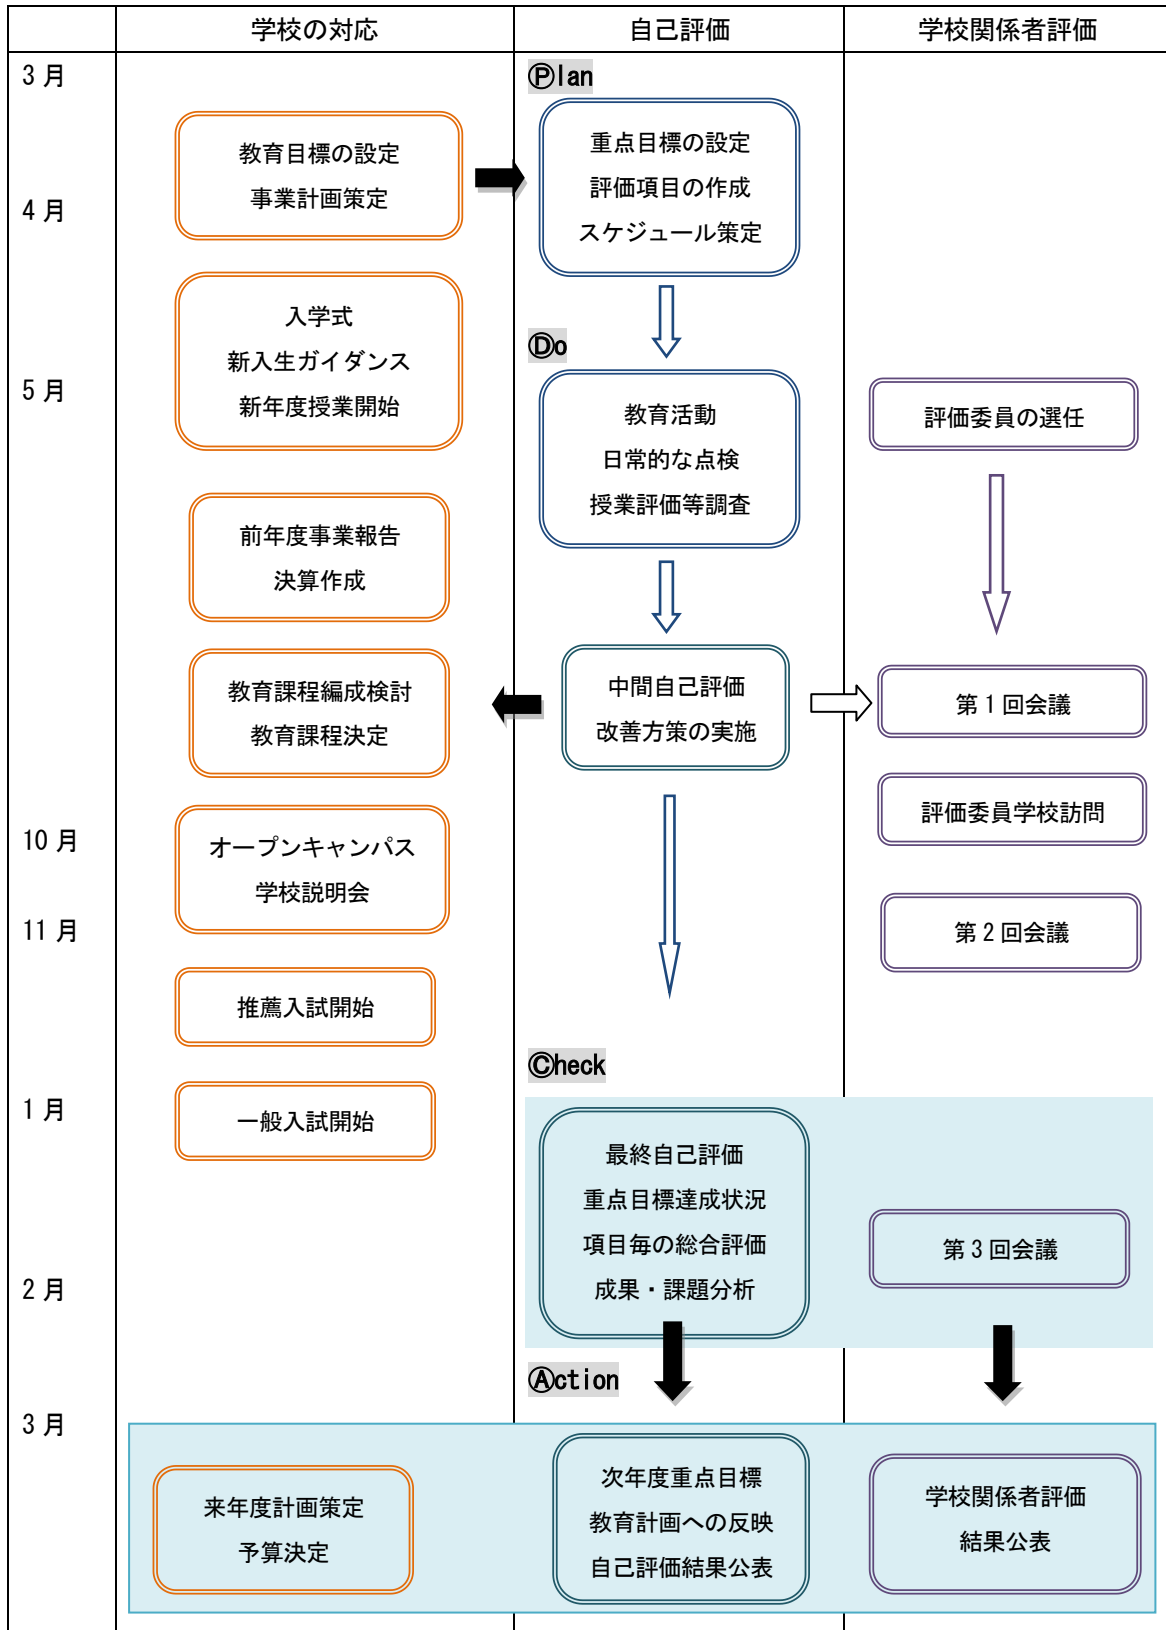 学校の対応
自己評価
学校関係者評価
3月
Ⓟlan
教育目標の設定
事業計画策定
重点目標の設定
評価項目の作成
スケジュール策定
4月
入学式
新入生ガイダンス
新年度授業開始
Ⓓo
5月
教育活動
日常的な点検
授業評価等調査
評価委員の選任
前年度事業報告
決算作成
教育課程編成検討
教育課程決定
中間自己評価
改善方策の実施
第1回会議
評価委員学校訪問
10月
オープンキャンパス
学校説明会
11月
第2回会議
推薦入試開始
Ⓒheck
1月
一般入試開始
最終自己評価
重点目標達成状況
項目毎の総合評価
成果・課題分析
第3回会議
2月
Ⓐction
3月
来年度計画策定
予算決定
次年度重点目標
教育計画への反映
自己評価結果公表
学校関係者評価
結果公表